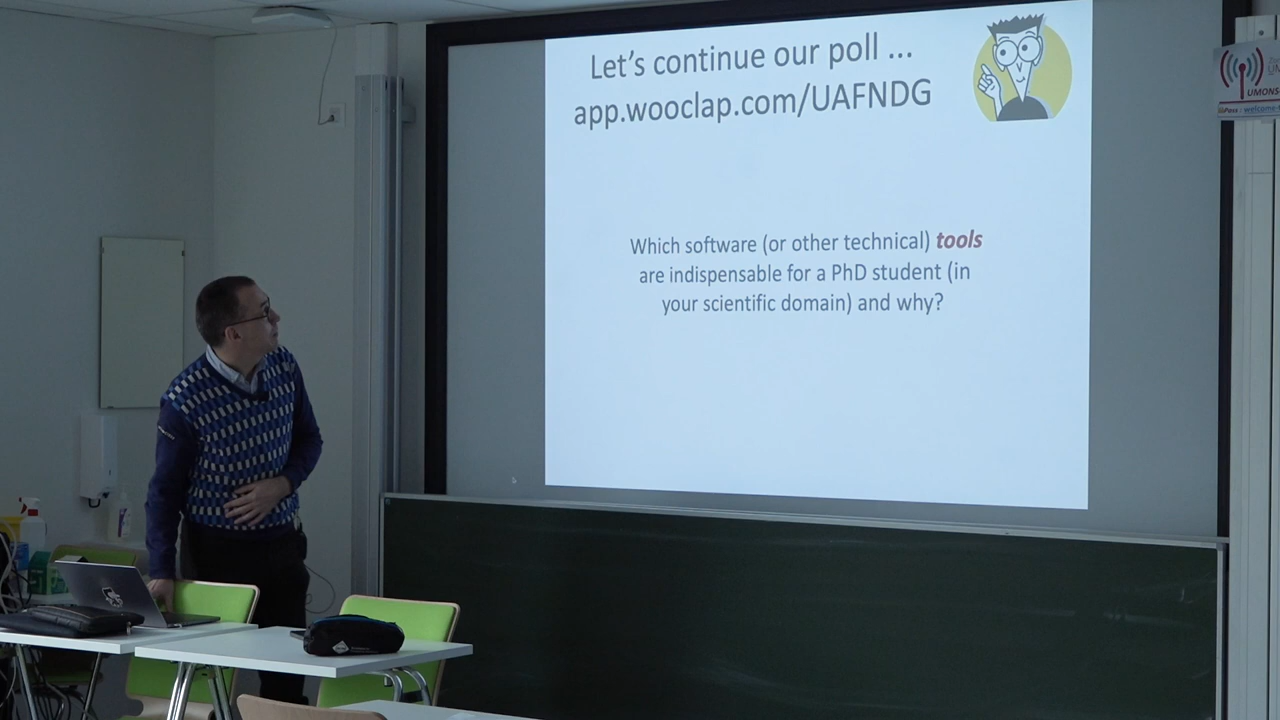 Let's continue our poll ...
app.wooclap.com/UAFNDG
Which software (or other technical) tools
are indispensable for a PhD student (in
your scientific domain) and why?
UMONS